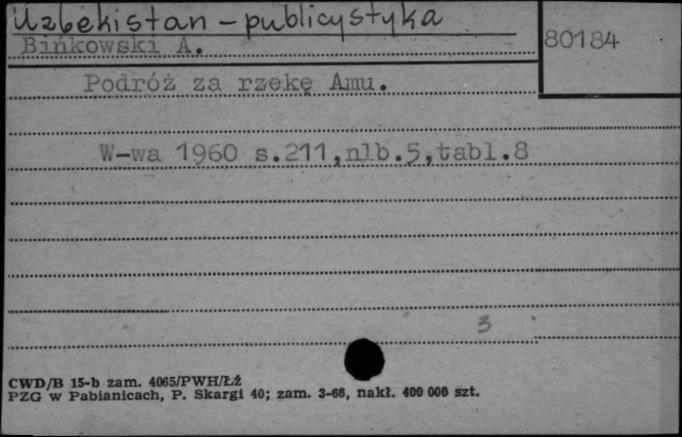 Uzbekistan – publicystyka
80184
Bińkowski A.
Podróż za rzekę Amu.
W-wa 1960 s.211,nlb.5,tabl.8
3
CWD/B 15-b zam. 4065/PWH/ŁŹ
PZG w Pabianicach, P. Skargi 40; zam. 3-66, nakł. 400 000 szt.